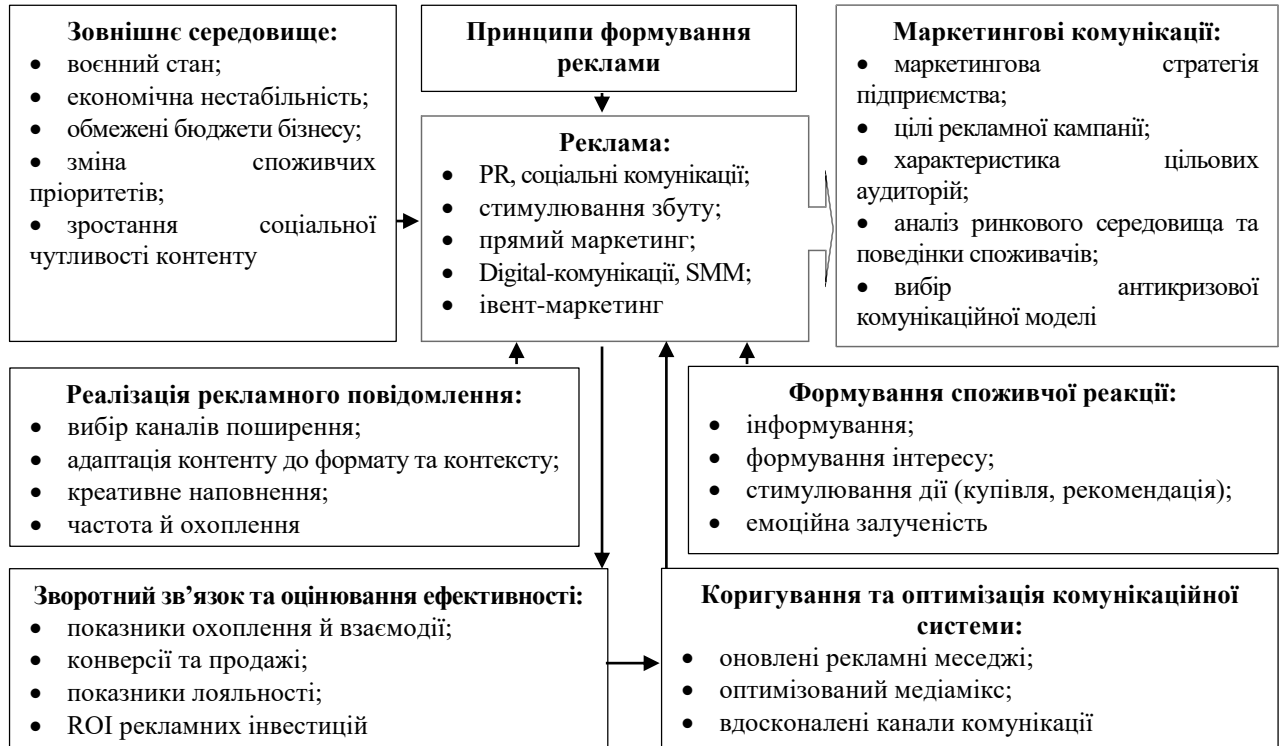 Зовнішнє середовище:
• воєнний стан;
• економічна нестабільність;
• обмежені бюджети бізнесу;
• зміна споживчих
пріоритетів;
• зростання соціальної
чутливості контенту
Принципи формування
реклами
Реклама:
• PR, соціальні комунікації;
• стимулювання збуту;
• прямий маркетинг;
• Digital-комунікації, SMM;
• івент-маркетинг
Маркетингові комунікації:
• маркетингова стратегія
підприємства;
• цілі рекламної кампанії;
• характеристика цільових
аудиторій;
• аналіз ринкового середовища та
поведінки споживачів;
• вибір антикризової
комунікаційної моделі
Реалізація рекламного повідомлення:
• вибір каналів поширення;
• адаптація контенту до формату та контексту;
• креативне наповнення;
• частота й охоплення
Формування споживчої реакції:
• інформування;
• формування інтересу;
• стимулювання дії (купівля, рекомендація);
• емоційна залученість
Зворотний зв’язок та оцінювання ефективності:
• показники охоплення й взаємодії;
• конверсії та продажі;
• показники лояльності;
• ROI рекламних інвестицій
Коригування та оптимізація комунікаційної
системи:
• оновлені рекламні меседжі;
• оптимізований медіамікс;
• вдосконалені канали комунікації